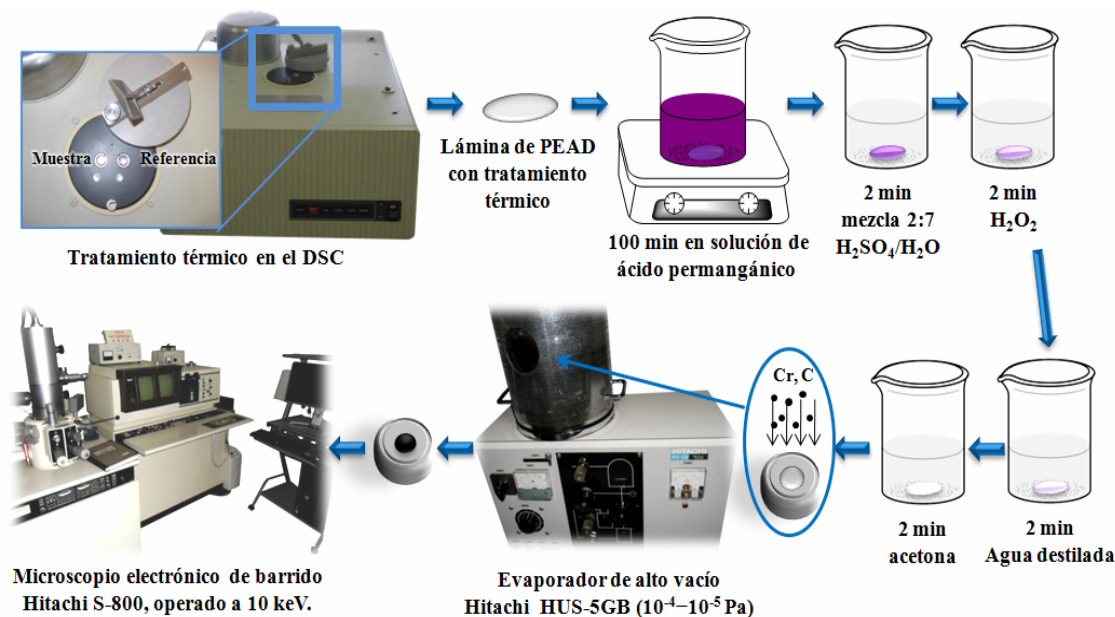 Muestra
Referencia
Tratamiento térmico en el DSC
Lámina de PEAD
con tratamiento
térmico
100 min en solución de
ácido permangánico
2 min
mezcla 2:7
H₂SO₄/H₂O
2 min
H₂O₂
2 min
Agua destilada
2 min
acetona
Cr, C
HITACHI
Evaporador de alto vacío
Hitachi HUS-5GB (10⁻⁴–10⁻⁵ Pa)
Microscopio electrónico de barrido
Hitachi S-800, operado a 10 keV.